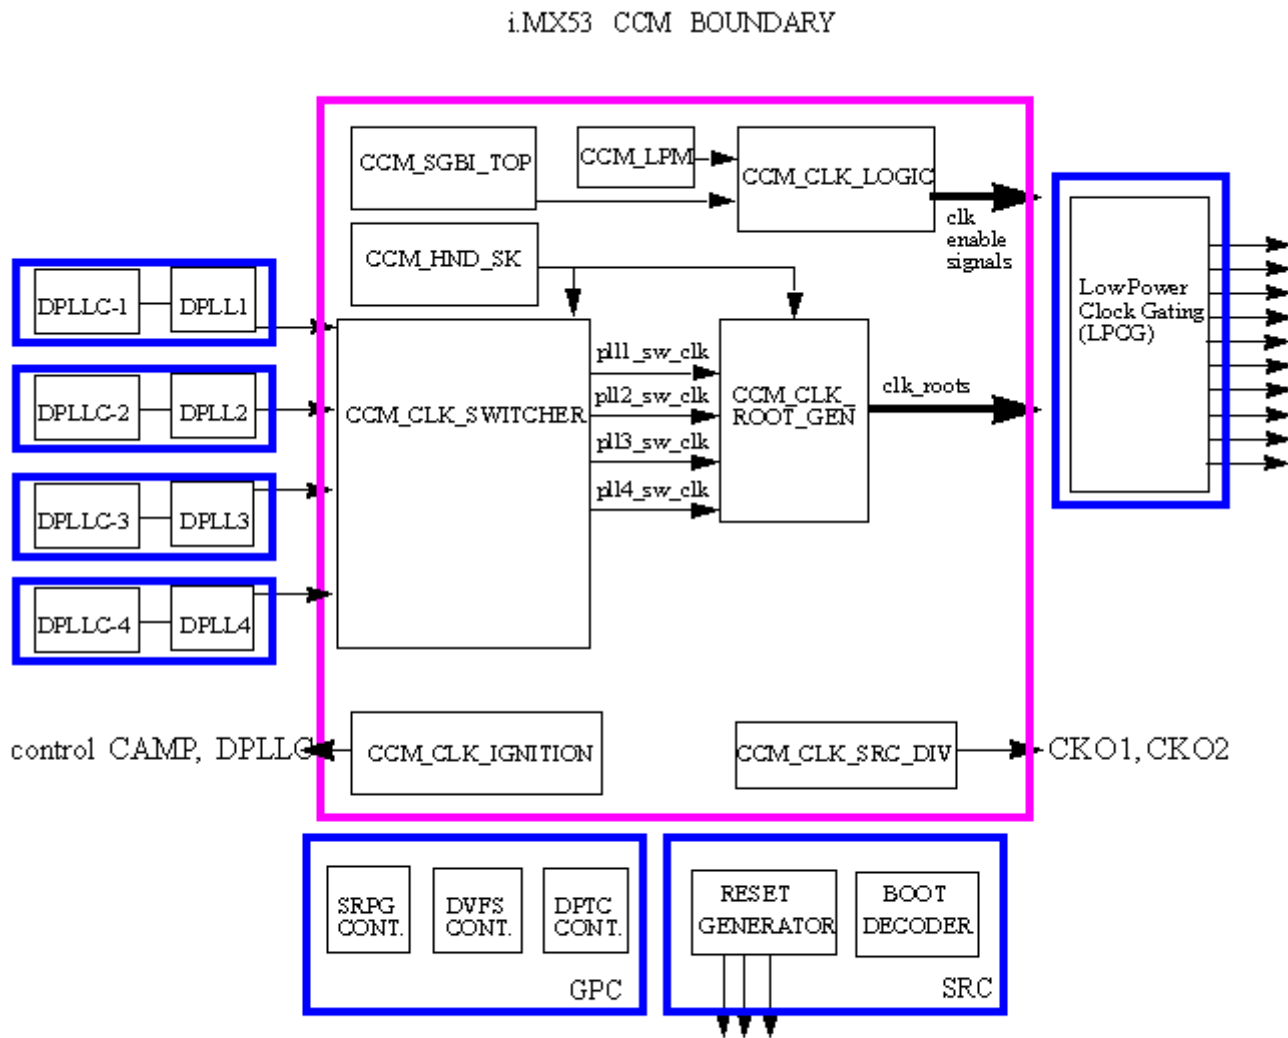 i.MX53 CCM BOUNDARY
CCM_SGBI_TOP
CCM_LPM
CCM_CLK_LOGIC
clk
enable
signals
CCM_HND_SK
DPLLC-1
DPLL1
Low Power
Clock Gating
(LPCG)
pll1_sw_clk
DPLLC-2
DPLL2
CCM_CLK_SWITCHER
pll2_sw_clk
CCM_CLK_
ROOT_GEN
clk_roots
pll3_sw_clk
DPLLC-3
DPLL3
pll4_sw_clk
DPLLC-4
DPLL4
control CAMP, DPLLC
CCM_CLK_IGNITION
CCM_CLK_SRC_DIV
CKO1, CKO2
SRPG
CONT.
DVFS
CONT.
DPTC
CONT.
GPC
RESET
GENERATOR
BOOT
DECODER
SRC